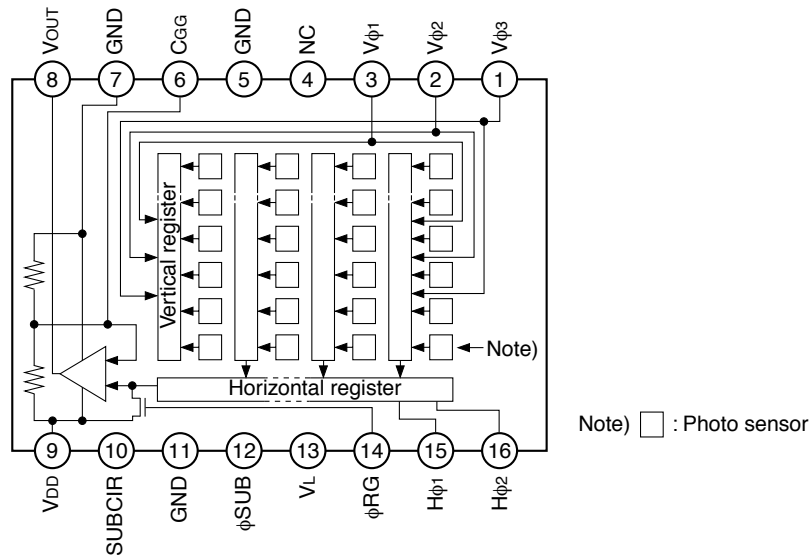 VOUT
GND
CGG
GND
NC
Vϕ1
Vϕ2
Vϕ3
8
7
6
5
4
3
2
1
Vertical register
Note)
Horizontal register
Note) : Photo sensor
9
10
11
12
13
14
15
16
VDD
SUBCIR
GND
ϕSUB
VL
ϕRG
Hϕ1
Hϕ2